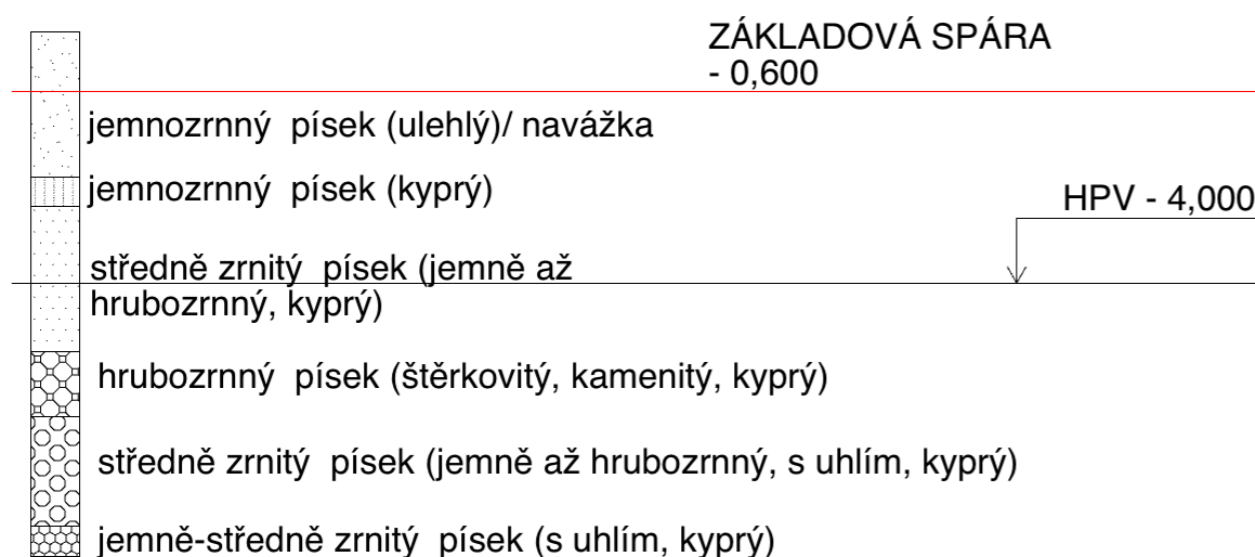 ZÁKLADOVÁ SPÁRA
- 0,600
jemnozrnný písek (ulehlý)/ navážka
jemnozrnný písek (kyprý)
HPV - 4,000
středně zrnitý písek (jemně až
hrubozrnný, kyprý)
hrubozrnný písek (štěrkovitý, kamenitý, kyprý)
středně zrnitý písek (jemně až hrubozrnný, s uhlím, kyprý)
jemně-středně zrnitý písek (s uhlím, kyprý)